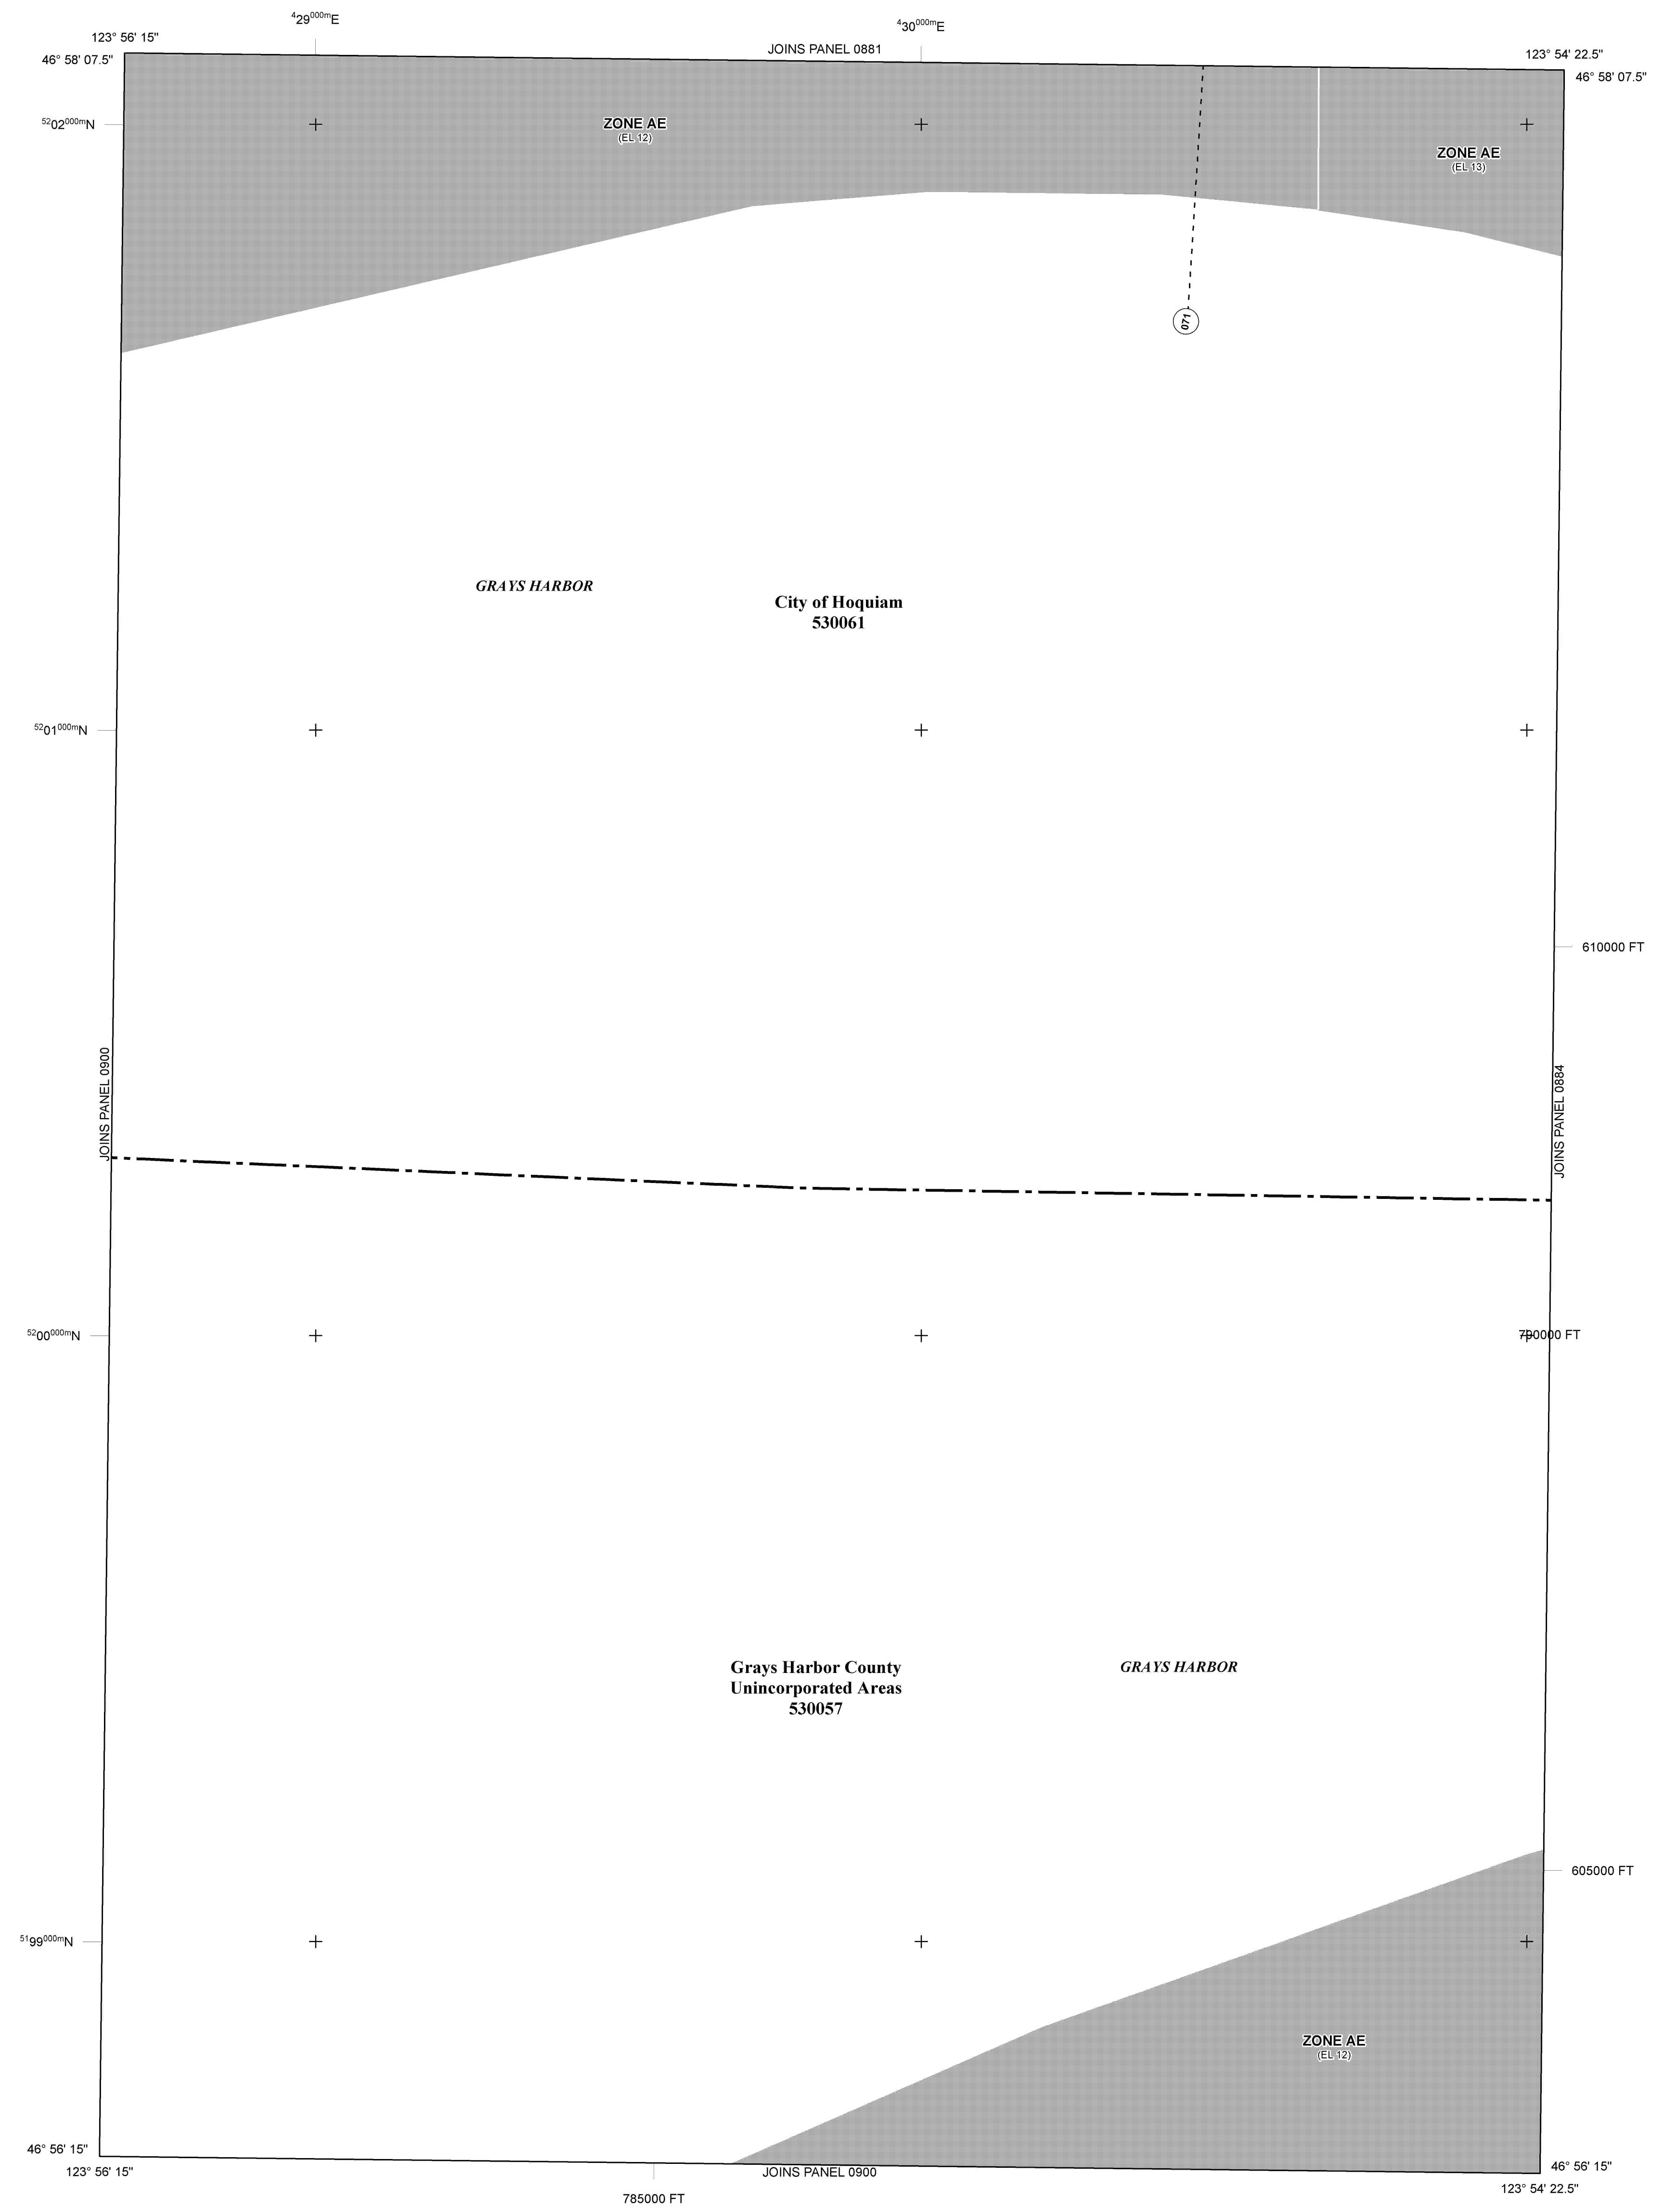 ⁴29⁰⁰⁰ᵐE
⁴30⁰⁰⁰ᵐE
123° 56' 15"
JOINS PANEL 0881
123° 54' 22.5"
46° 58' 07.5"
46° 58' 07.5"
⁵²02⁰⁰⁰ᵐN
ZONE AE
(EL 12)
ZONE AE
(EL 13)
071
GRAYS HARBOR
City of Hoquiam
530061
⁵²01⁰⁰⁰ᵐN
610000 FT
JOINS PANEL 0900
JOINS PANEL 0884
⁵²00⁰⁰⁰ᵐN
790000 FT
Grays Harbor County
Unincorporated Areas
530057
GRAYS HARBOR
605000 FT
⁵¹99⁰⁰⁰ᵐN
ZONE AE
(EL 12)
46° 56' 15"
46° 56' 15"
123° 56' 15"
JOINS PANEL 0900
123° 54' 22.5"
785000 FT